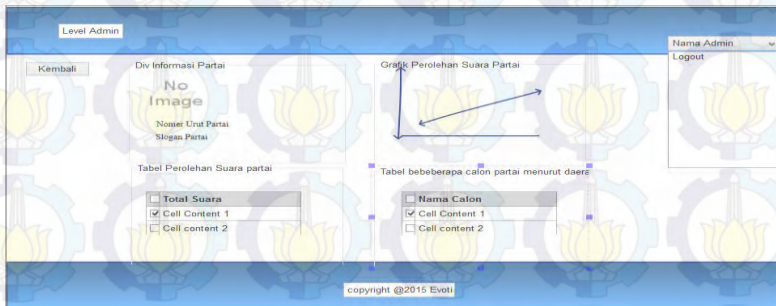 Level Admin
Nama Admin
Logout
Kembali
Div Informasi Partai
No
Image
Nomer Urut Partai
Slogan Partai
Grafik Perolehan Suara Partai
Tabel Perolehan Suara partai
Total Suara
Cell Content 1
Cell content 2
Tabel bebeberapa calon partai menurut daera
Nama Calon
Cell Content 1
Cell content 2
copyright @2015 Evoti